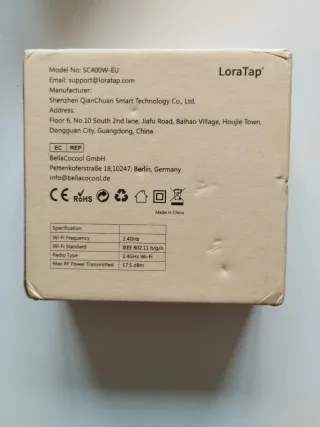 Model No: SC400W-EU
LoraTap®
Email: support@loratap.com
Manufacturer:
Shenzhen QianChuan Smart Technology Co., Ltd.
Address:
Floor 6, No.10 South 2nd lane, Jiafu Road, Baihao Village, Houjie Town,
Dongguan City, Guangdong, China
EC REP
BellaCocool GmbH
Pettenkoferstraße 18,10247, Berlin, Germany
info@bellacocool.de
CE RoHS
Made in China
Specification
Wi-Fi Frequency 2.4GHz
Wi-Fi Standard IEEE 802.11 b/g/n
Radio Type 2.4GHz Wi-Fi
Max RF Power Transmitted 17.5 dBm